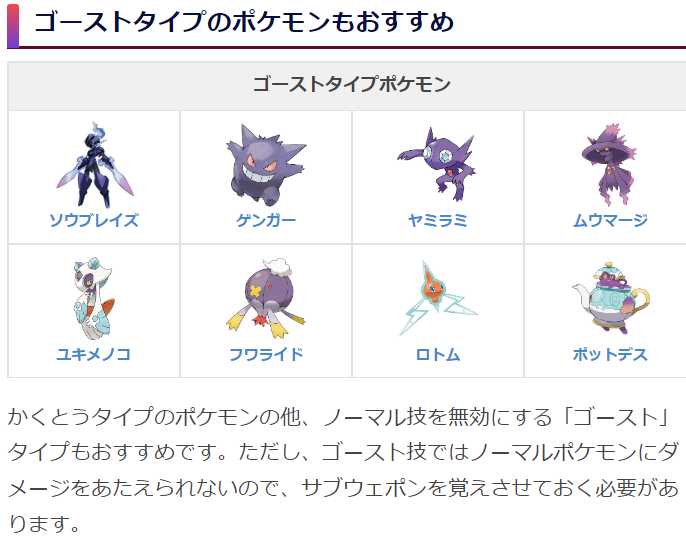 ゴーストタイプのポケモンもおすすめ
ゴーストタイプポケモン
ソウブレイズ
ゲンガー
ヤミラミ
ムウマージ
ユキメノコ
フワライド
ロトム
ポットデス
かくとうタイプのポケモンの他、ノーマル技を無効にする「ゴースト」
タイプもおすすめです。ただし、ゴースト技ではノーマルポケモンにダ
メージをあたえられないので、サブウェポンを覚えさせておく必要があ
ります。